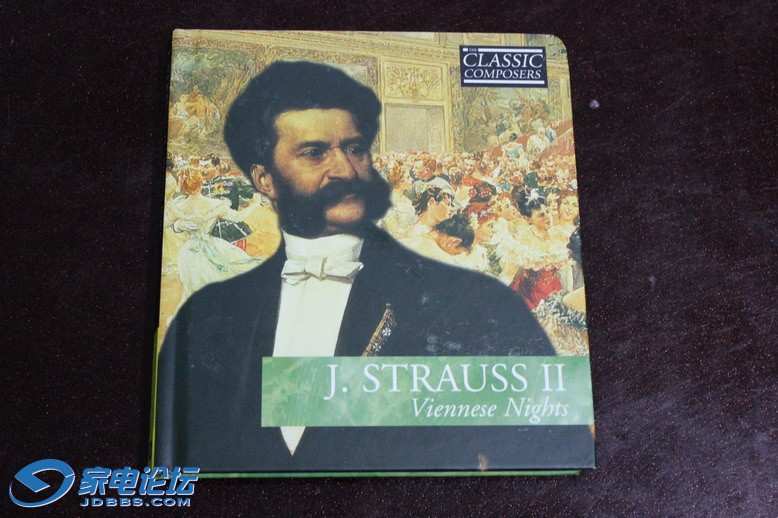 THE
CLASSIC
COMPOSERS
J. STRAUSS II
Viennese Nights
家电论坛
JDBBS.COM